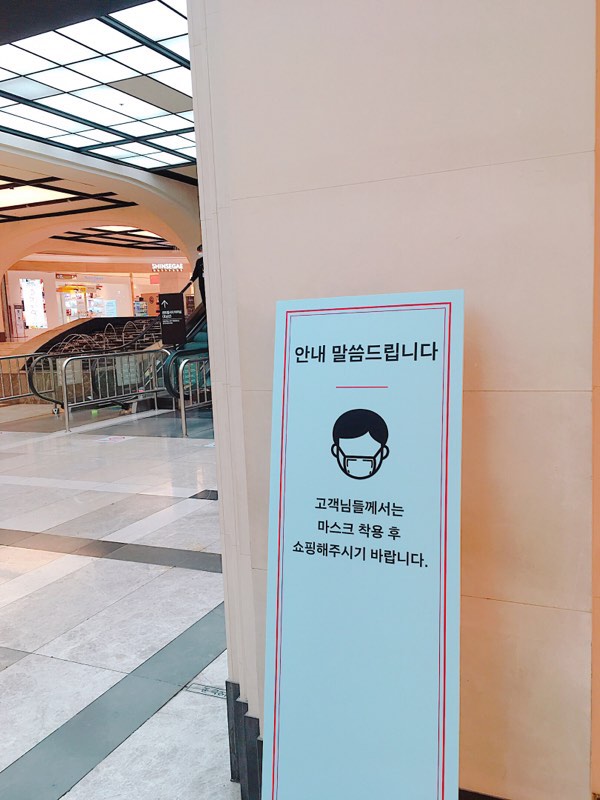 SHINSEGAE
안내 말씀드립니다
고객님들께서는
마스크 착용 후
쇼핑해주시기 바랍니다.